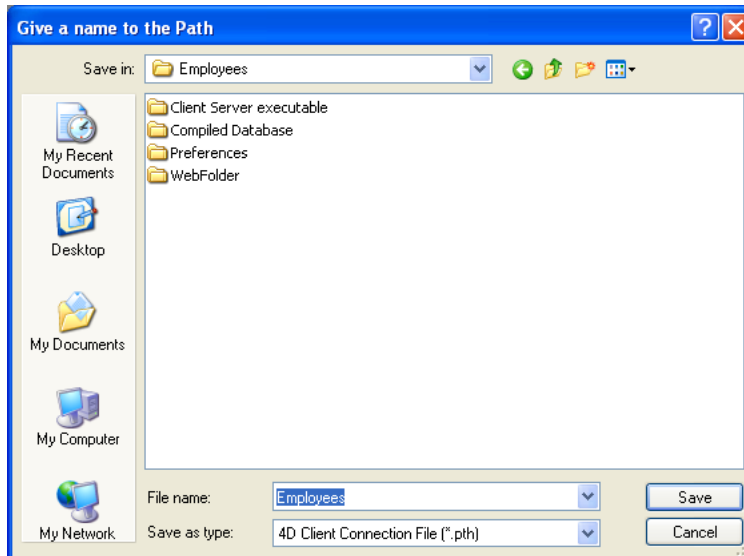 Give a name to the Path
Save in:
Employees
Client Server executable
Compiled Database
Preferences
WebFolder
My Recent
Documents
Desktop
My Documents
My Computer
My Network
File name:
Employees
Save
Save as type:
4D Client Connection File (*.pth)
Cancel